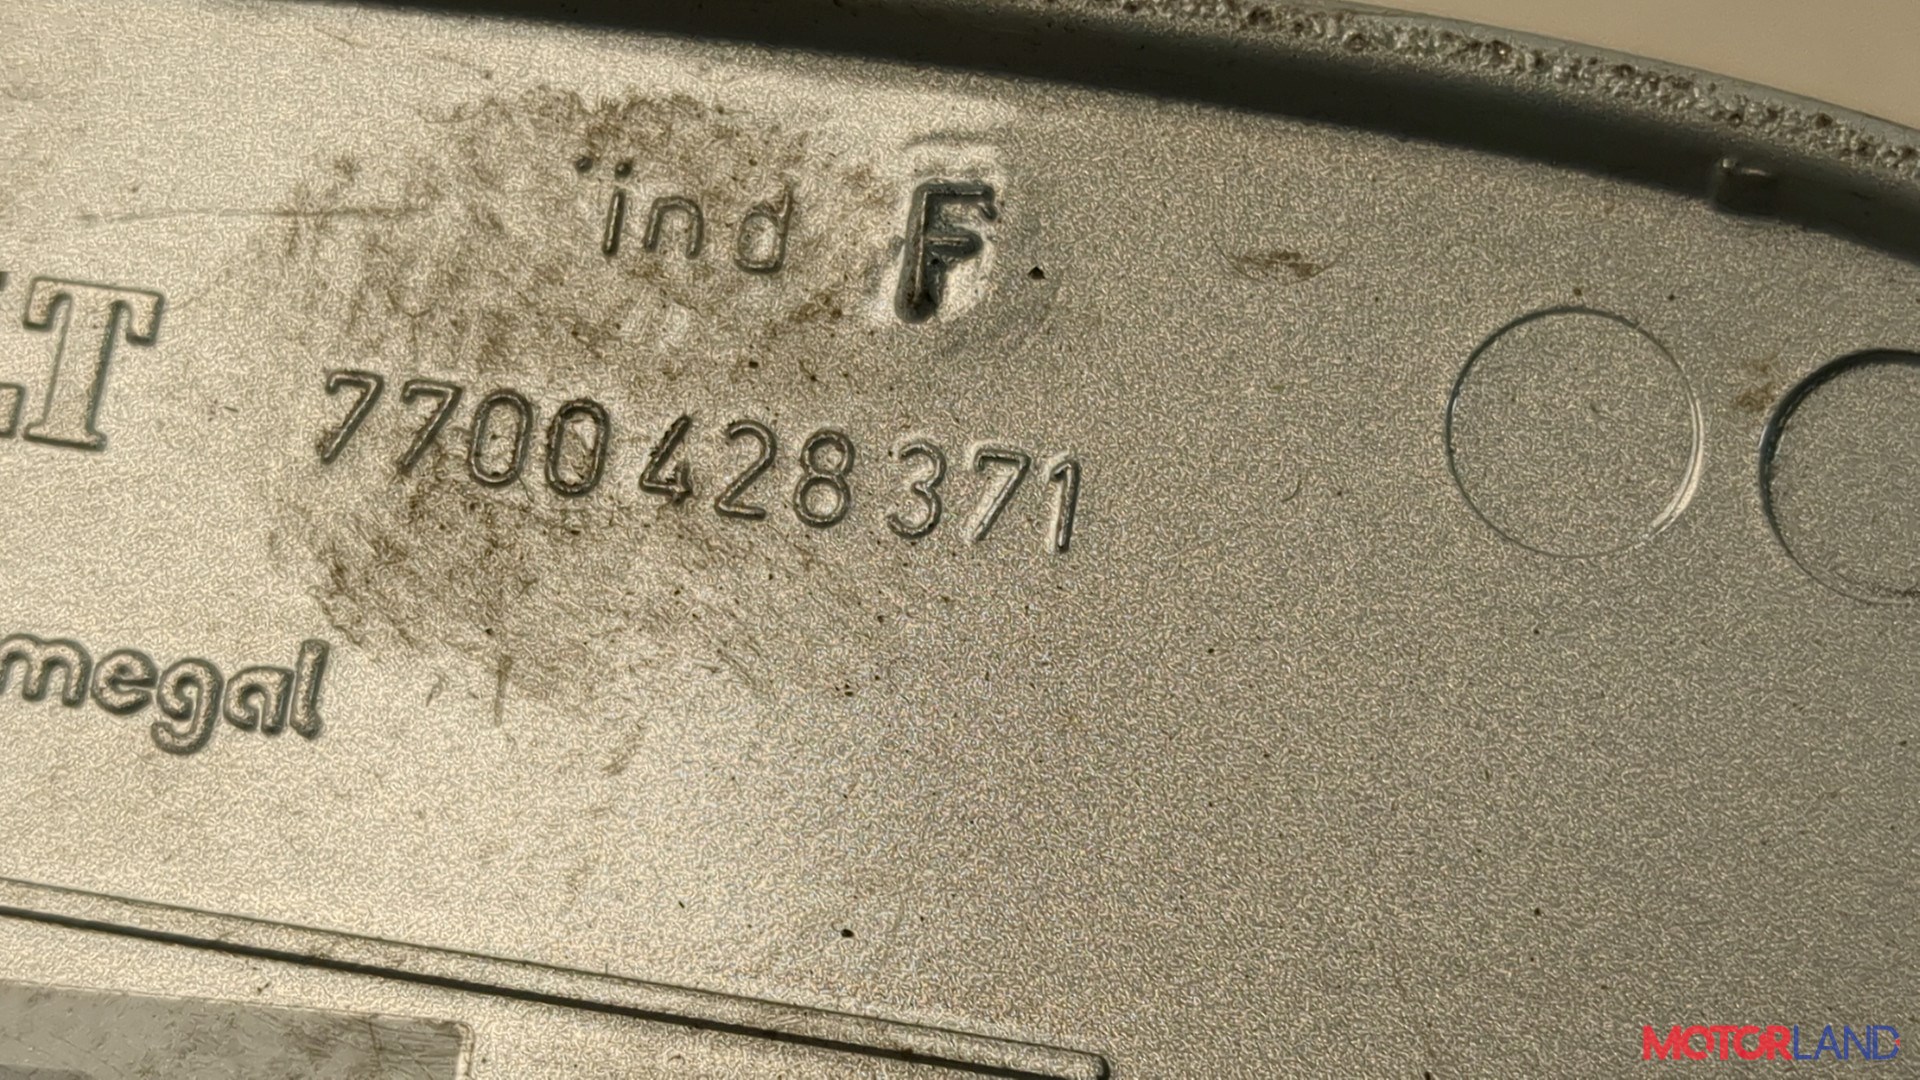 ind F
LT
7700428371
megal
MOTORLAND